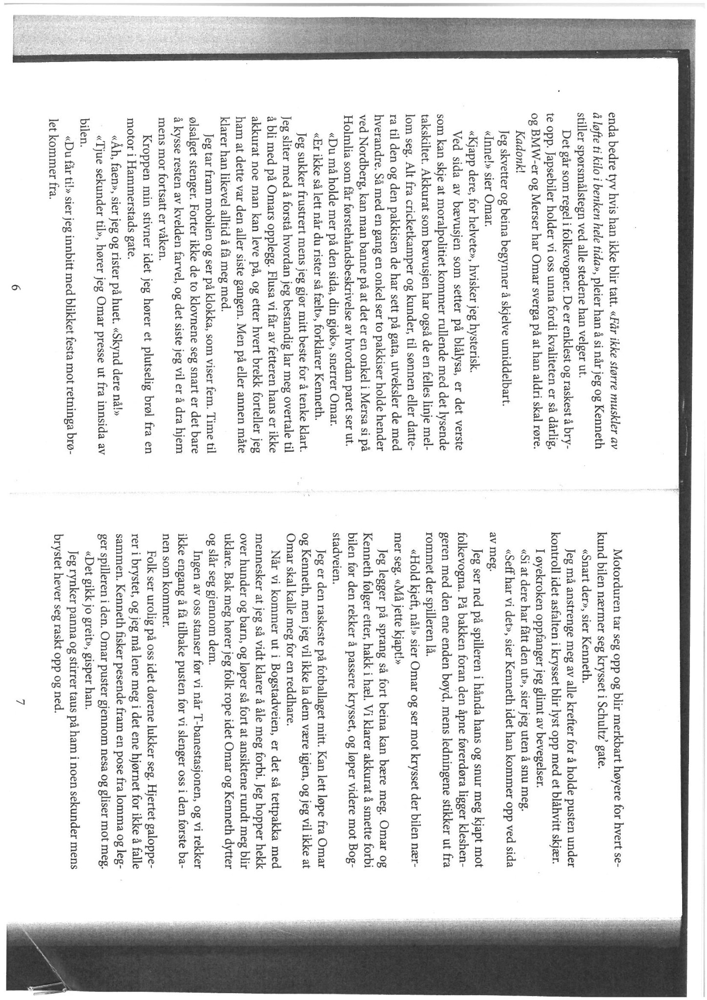 enda bedre tyv hvis han ikke blir tatt. «Får ikke større muskler av
å løfte ti kilo i benken hele tida», pleier han å si når jeg og Kenneth
stiller spørsmålstegn ved alle stedene han velger ut.
Det går som regel i folkevogner. De er enklest og raskest å bry-
te opp. Japsebiler holder vi oss unna fordi kvaliteten er så dårlig,
og BMW-er og Merser har Omar sverga på at han aldri skal røre.
Kadonk!
Jeg skvetter og beina begynner å skjelve umiddelbart.
«Inne!» sier Omar.
«Kjapp dere, for helvete», hvisker jeg hysterisk.
Ved sida av bævusjen som setter på blålysa, er det verste
som kan skje at moralpolitiet kommer rullende med det lysende
takskiltet. Akkurat som bævusjen har også de en felles linje mel-
lom seg. Alt fra cricketkamper og kunder, til sønnen eller datte-
ra til den og den pakkisen de har sett på gata, utveksler de med
hverandre. Så med en gang en onkel ser to pakkiser holde hender
ved Nordberg, kan man banne på at det er en onkel i Mersa si på
Holmlia som får førstehåndsbeskrivelse av hvordan paret ser ut.
«Du må holde mer på den sida, din gjøk», snerrer Omar.
«Er ikke så lett når du rister så fælt», forklarer Kenneth.
Jeg sukker frustrert mens jeg gjør mitt beste for å tenke klart.
Jeg sliter med å forstå hvordan jeg bestandig lar meg overtale til
å bli med på Omars opplegg. Flusa vi får av fetteren hans er ikke
akkurat noe man kan leve på, og etter hvert brekk forteller jeg
ham at dette var den aller siste gangen. Men på eller annen måte
klarer han likevel alltid å få meg med.
Jeg tar fram mobilen og ser på klokka, som viser fem. Time til
ølsalget stenger. Forter ikke de to klovnene seg snart er det bare
å kysse resten av kvelden farvel, og det siste jeg vil er å dra hjem
mens mor fortsatt er våken.
Kroppen min stivner idet jeg hører et plutselig brøl fra en
motor i Hammerstads gate.
«Åh, faen», sier jeg og rister på huet. «Skynd dere nå!»
«Tjue sekunder til», hører jeg Omar presse ut fra innsida av
bilen.
«Du får ti!» sier jeg innbitt med blikket festa mot retninga brø-
let kommer fra.
6
Motorduren tar seg opp og blir merkbart høyere for hvert se-
kund bilen nærmer seg krysset i Schultz' gate.
«Snart der», sier Kenneth.
Jeg må anstrenge meg av alle krefter for å holde pusten under
kontroll idet asfalten i krysset blir lyst opp med et blåhvitt skjær.
I øyekroken oppfanger jeg glimt av bevegelser.
«Si at dere har fått den ut», sier jeg uten å snu meg.
«Seff har vi det», sier Kenneth idet han kommer opp ved sida
av meg.
Jeg ser ned på spilleren i hånda hans og snur meg kjapt mot
folkevogna. På bakken foran den åpne førerdøra ligger kleshen-
geren med den ene enden bøyd, mens ledningene stikker ut fra
rommet der spilleren lå.
«Hold kjeft, nå!» sier Omar og ser mot krysset der bilen nær-
mer seg. «Må jette kjapt!»
Jeg legger på sprang så fort beina kan bære meg. Omar og
Kenneth følger etter, hakk i hæl. Vi klarer akkurat å smette forbi
bilen før den rekker å passere krysset, og løper videre mot Bog-
stadveien.
Jeg er den raskeste på fotballaget mitt. Kan lett løpe fra Omar
og Kenneth, men jeg vil ikke la dem være igjen, og jeg vil ikke at
Omar skal kalle meg for en reddhare.
Når vi kommer ut i Bogstadveien, er det så tettpakka med
mennesker at jeg så vidt klarer å åle meg forbi. Jeg hopper hekk
over hunder og barn, og løper så fort at ansiktene rundt meg blir
uklare. Bak meg hører jeg folk rope idet Omar og Kenneth dytter
og slår seg gjennom dem.
Ingen av oss stanser før vi når T-banestasjonen, og vi rekker
ikke engang å få tilbake pusten før vi slenger oss i den første ba-
nen som kommer.
Folk ser urolig på oss idet dørene lukker seg. Hjertet galoppe-
rer i brystet, og jeg må lene meg i det ene hjørnet for ikke å falle
sammen. Kenneth fisker pesende fram en pose fra lomma og leg-
ger spilleren i den. Omar puster gjennom nesa og gliser mot meg.
«Det gikk jo greit», gisper han.
Jeg rynker panna og stirrer taus på ham i noen sekunder mens
brystet hever seg raskt opp og ned.
7